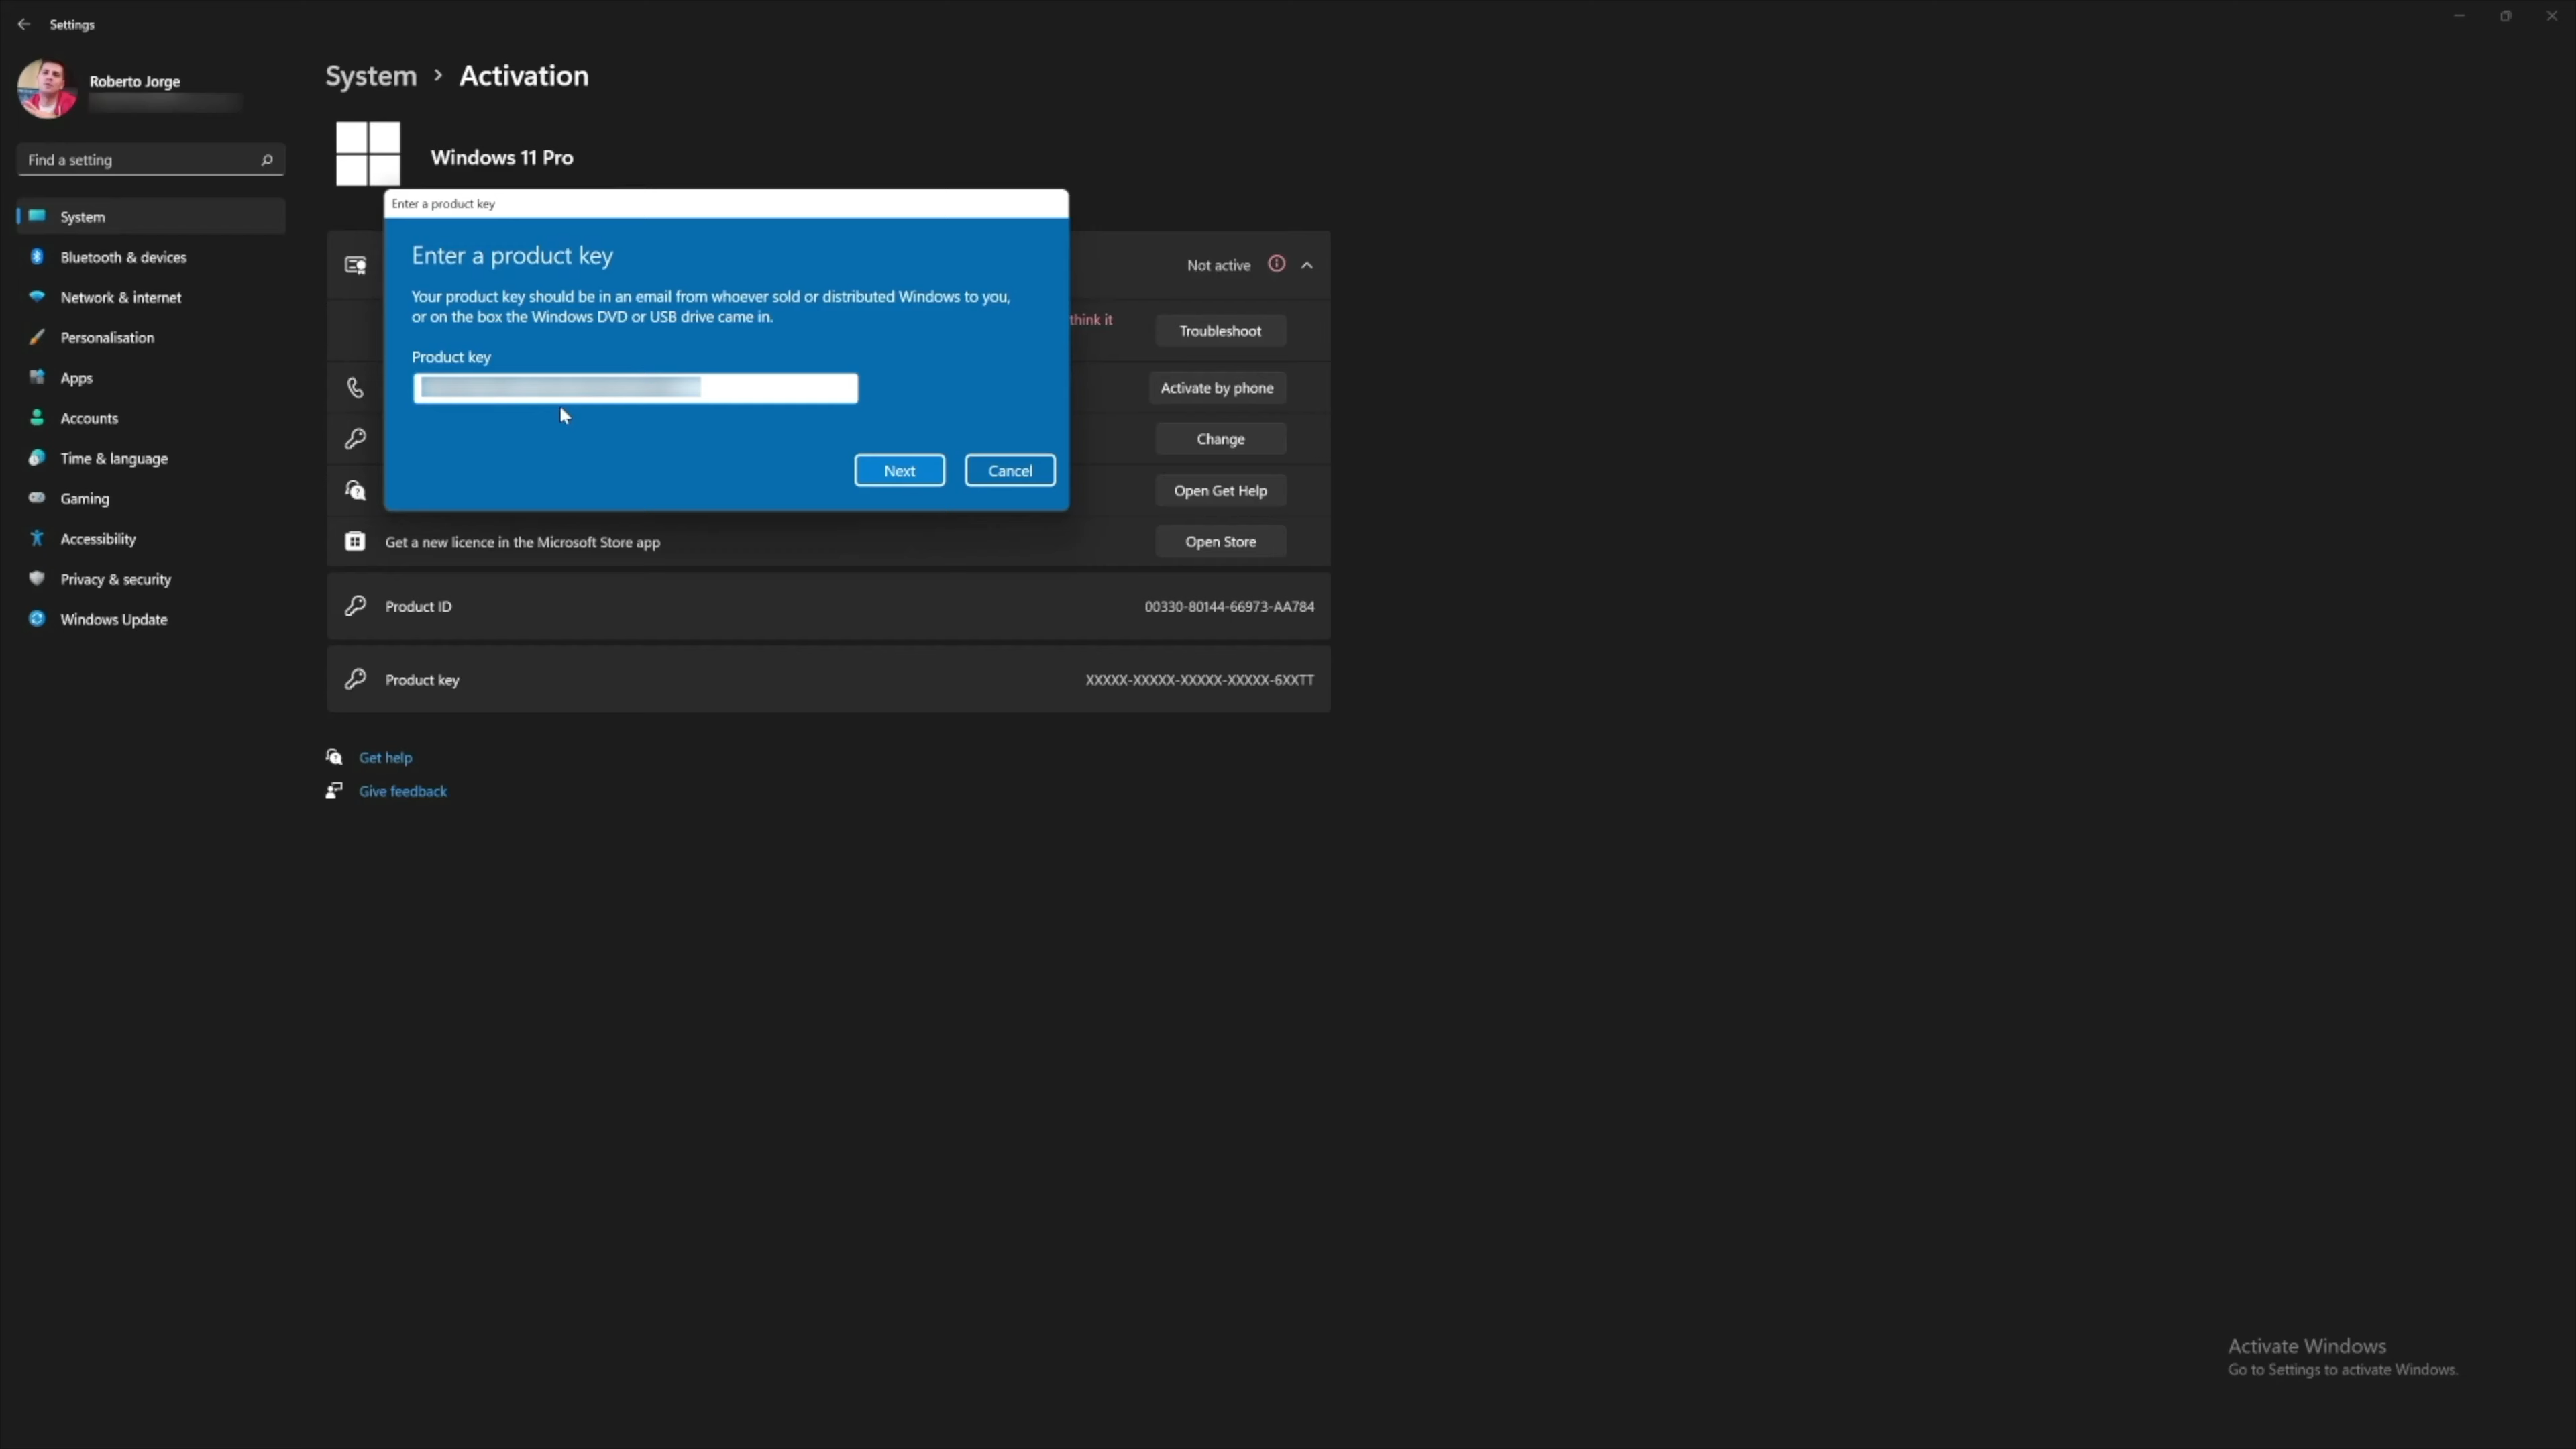 Settings
Roberto Jorge
Find a setting
System
Bluetooth & devices
Network & internet
Personalisation
Apps
Accounts
Time & language
Gaming
Accessibility
Privacy & security
Windows Update
System > Activation
Windows 11 Pro
Enter a product key
Enter a product key
Your product key should be in an email from whoever sold or distributed Windows to you,
or on the box the Windows DVD or USB drive came in.
Product key
Next
Cancel
Not active
think it
Troubleshoot
Activate by phone
Change
Open Get Help
Get a new licence in the Microsoft Store app
Open Store
Product ID
00330-80144-66973-AA784
Product key
XXXXX-XXXXX-XXXXX-XXXXX-6XXTT
Get help
Give feedback
Activate Windows
Go to Settings to activate Windows.